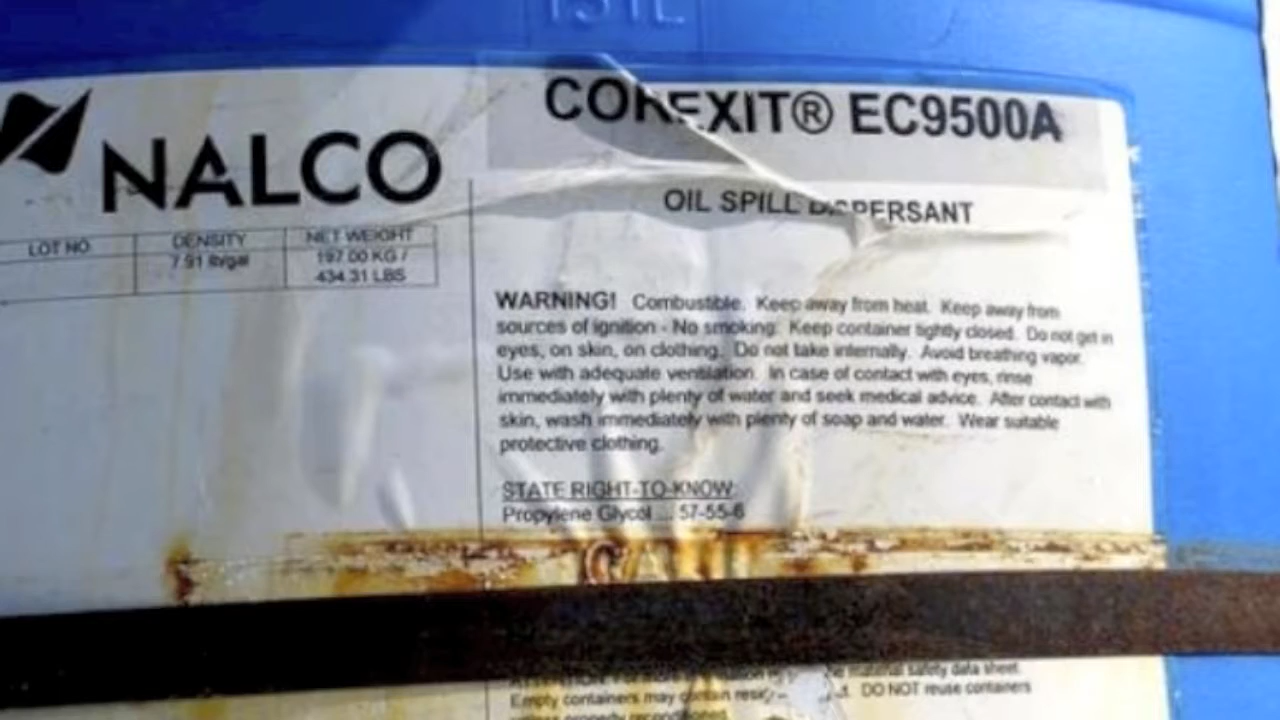 NALCO
COREXIT® EC9500A
OIL SPILL DISPERSANT
LOT NO. DENSITY NET WEIGHT
7.91 lb/gal 197.00 KG /
434.31 LBS
WARNING! Combustible. Keep away from heat. Keep away from
sources of ignition - No smoking. Keep container tightly closed. Do not get in
eyes, on skin, on clothing. Do not take internally. Avoid breathing vapor.
Use with adequate ventilation. In case of contact with eyes, rinse
immediately with plenty of water and seek medical advice. After contact with
skin, wash immediately with plenty of soap and water. Wear suitable
protective clothing.
STATE RIGHT-TO-KNOW:
Propylene Glycol ... 57-55-6
material safety data sheet.
Empty containers may contain DO NOT reuse containers
unless properly reconditioned.